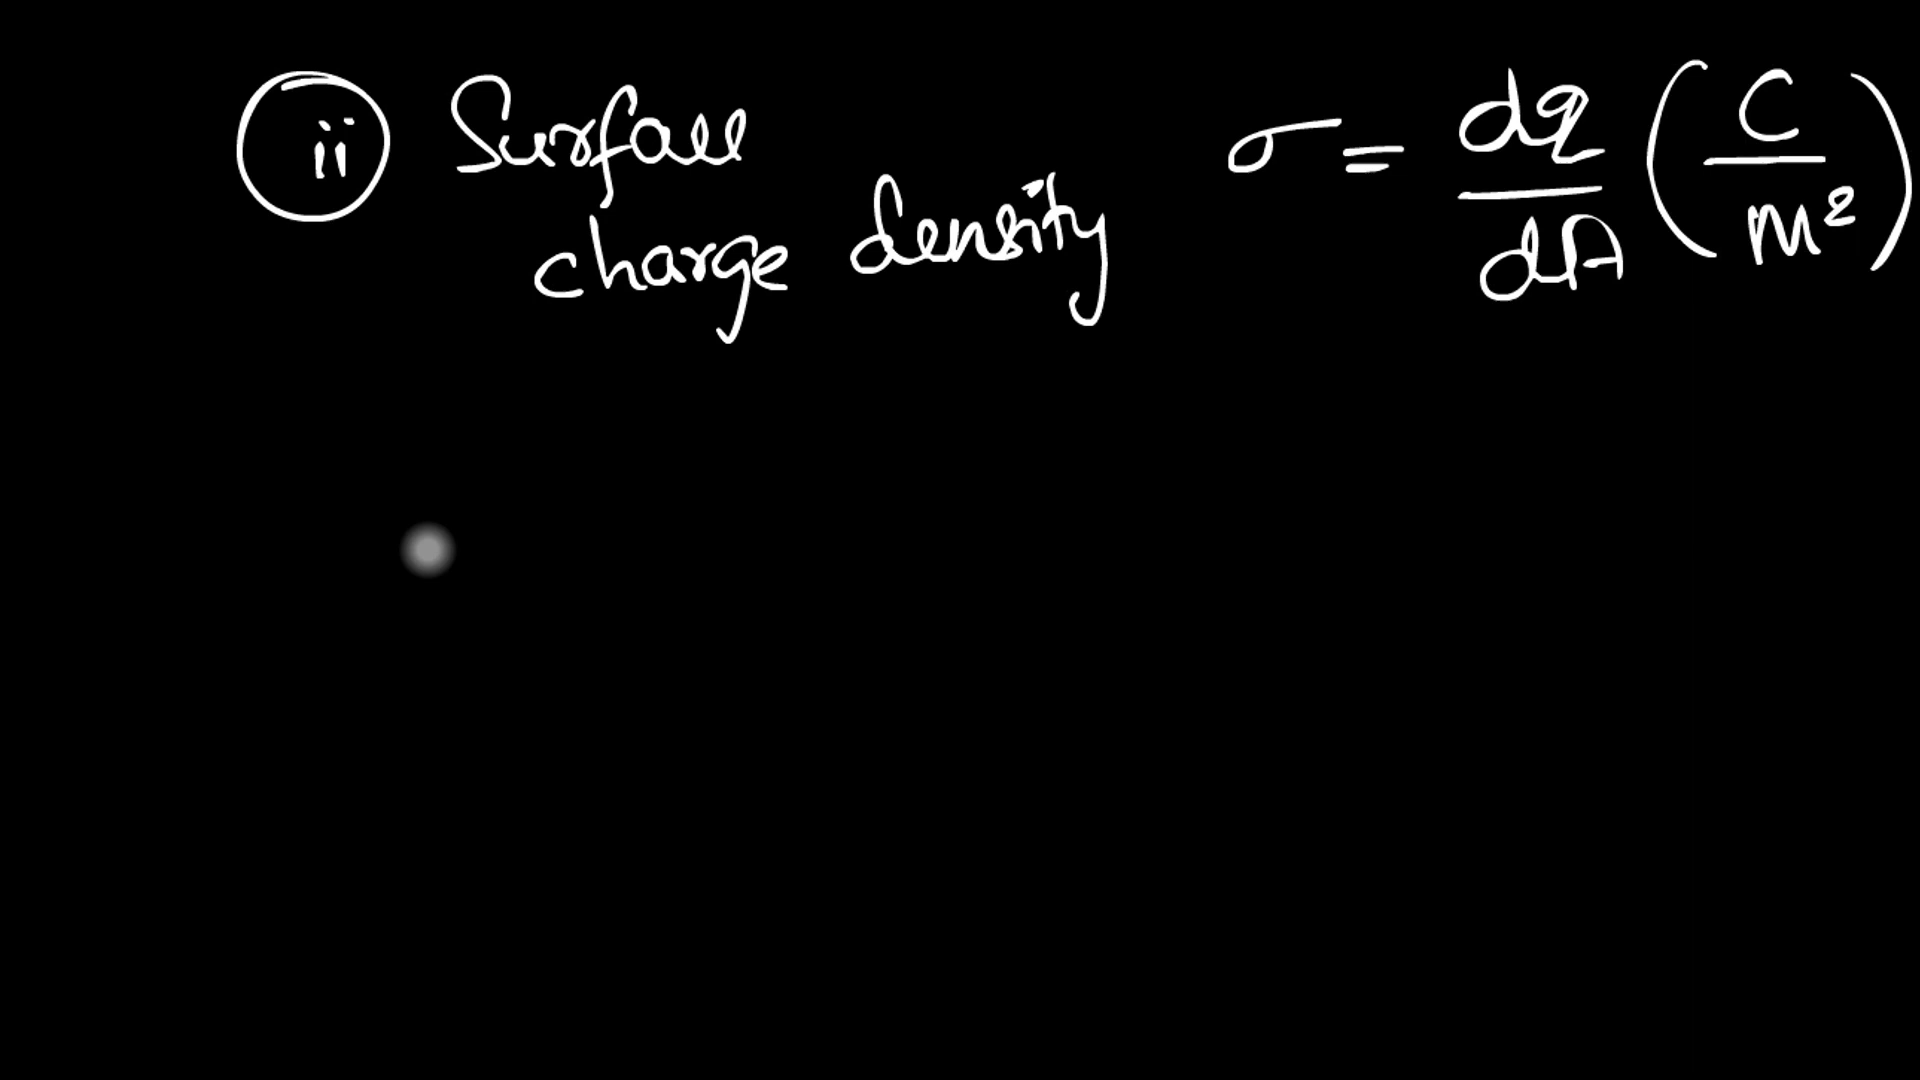 ii Surface σ = dq/dA (C/m²)
charge density